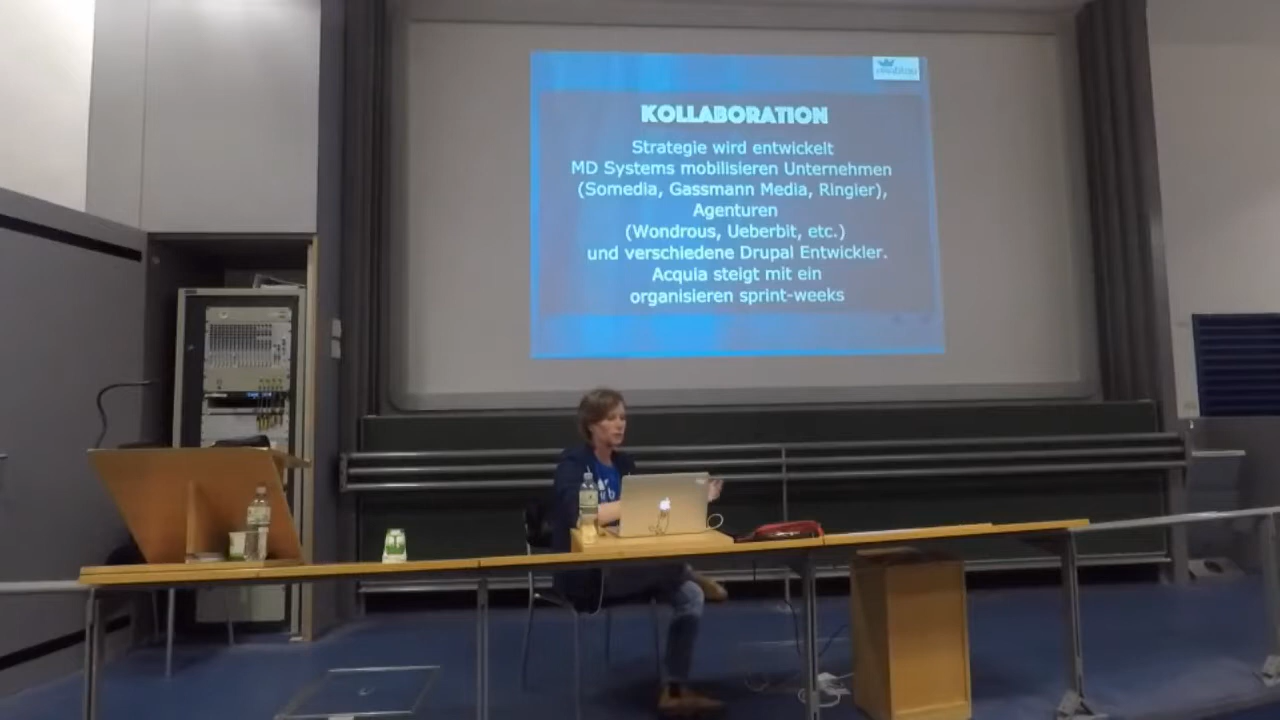 KOLLABORATION
Strategie wird entwickelt
MD Systems mobilisieren Unternehmen
(Somedia, Gassmann Media, Ringier),
Agenturen
(Wondrous, Ueberbit, etc.)
und verschiedene Drupal Entwickler.
Acquia steigt mit ein
organisieren sprint-weeks